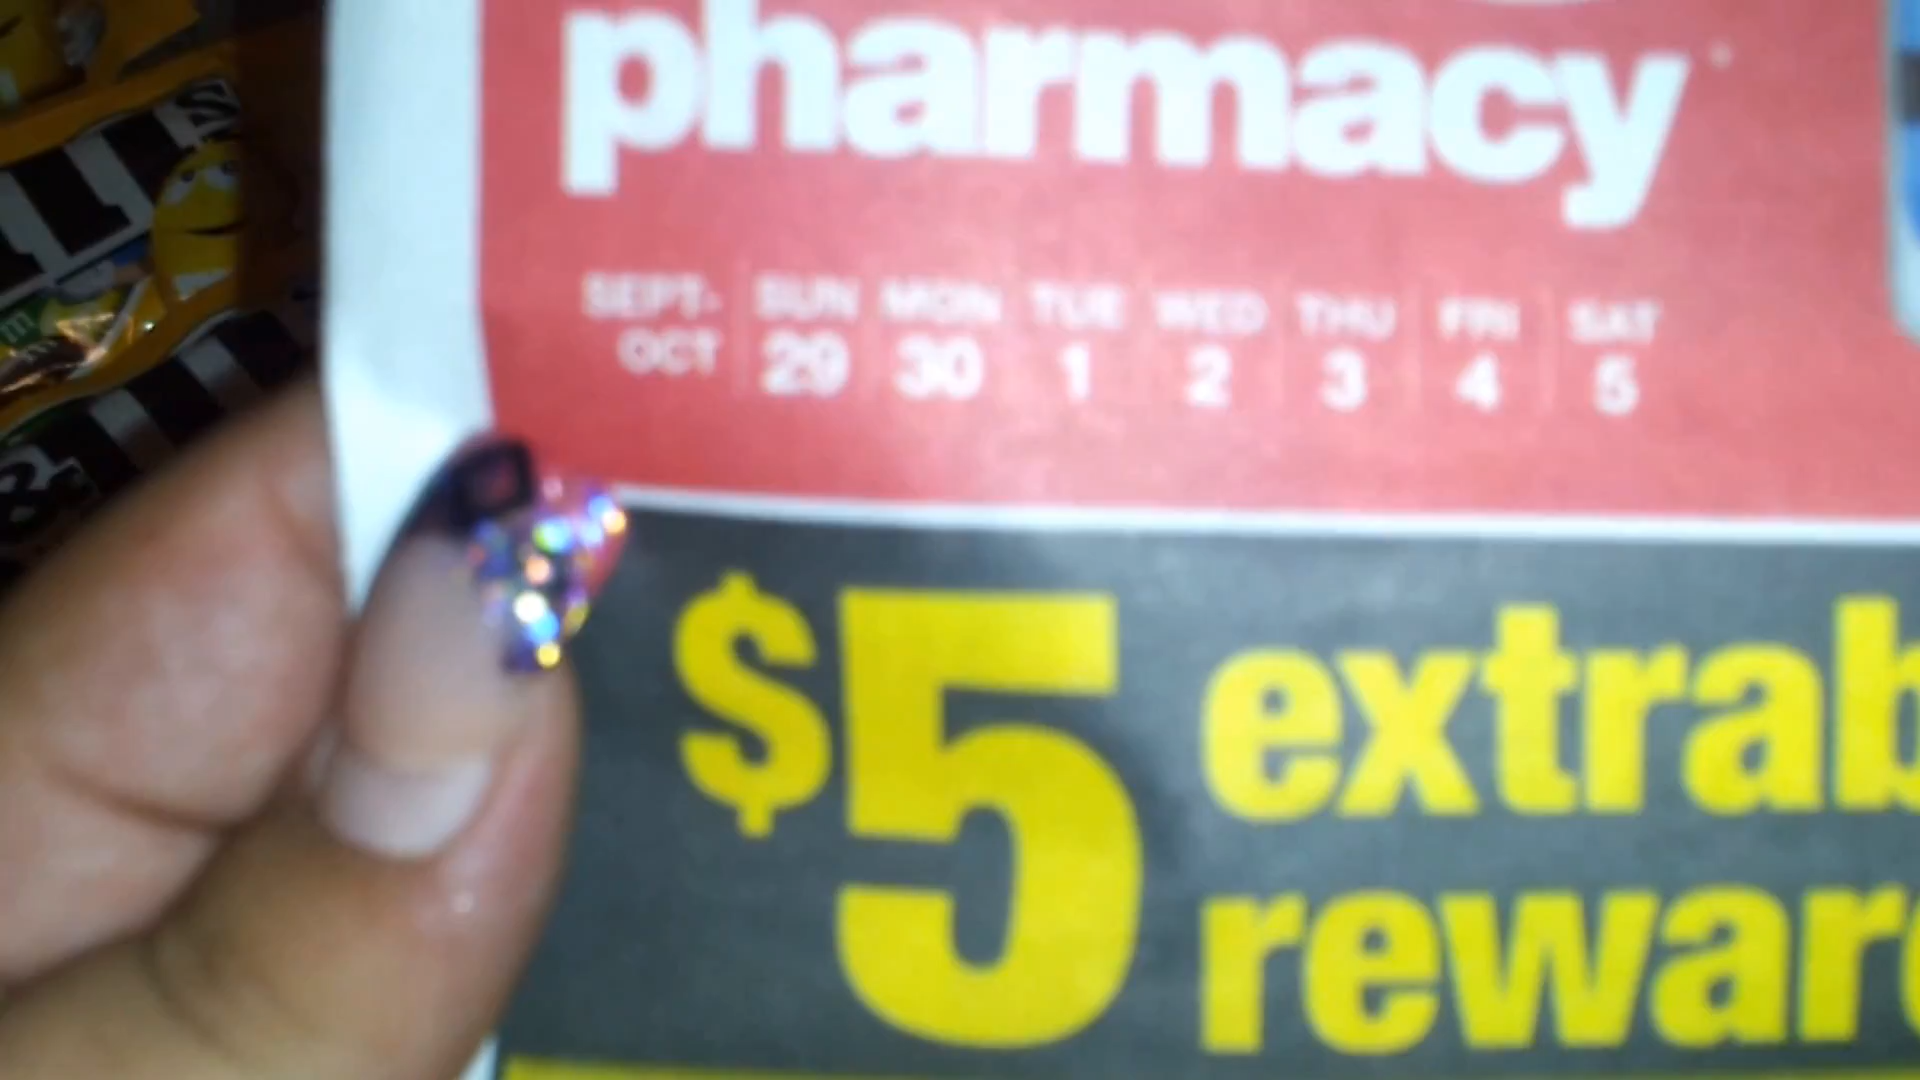 pharmacy
SEPT- SUN MON TUE WED THU FRI SAT
OCT 29 30 1 2 3 4 5
$5 extrab
rewar
m
&